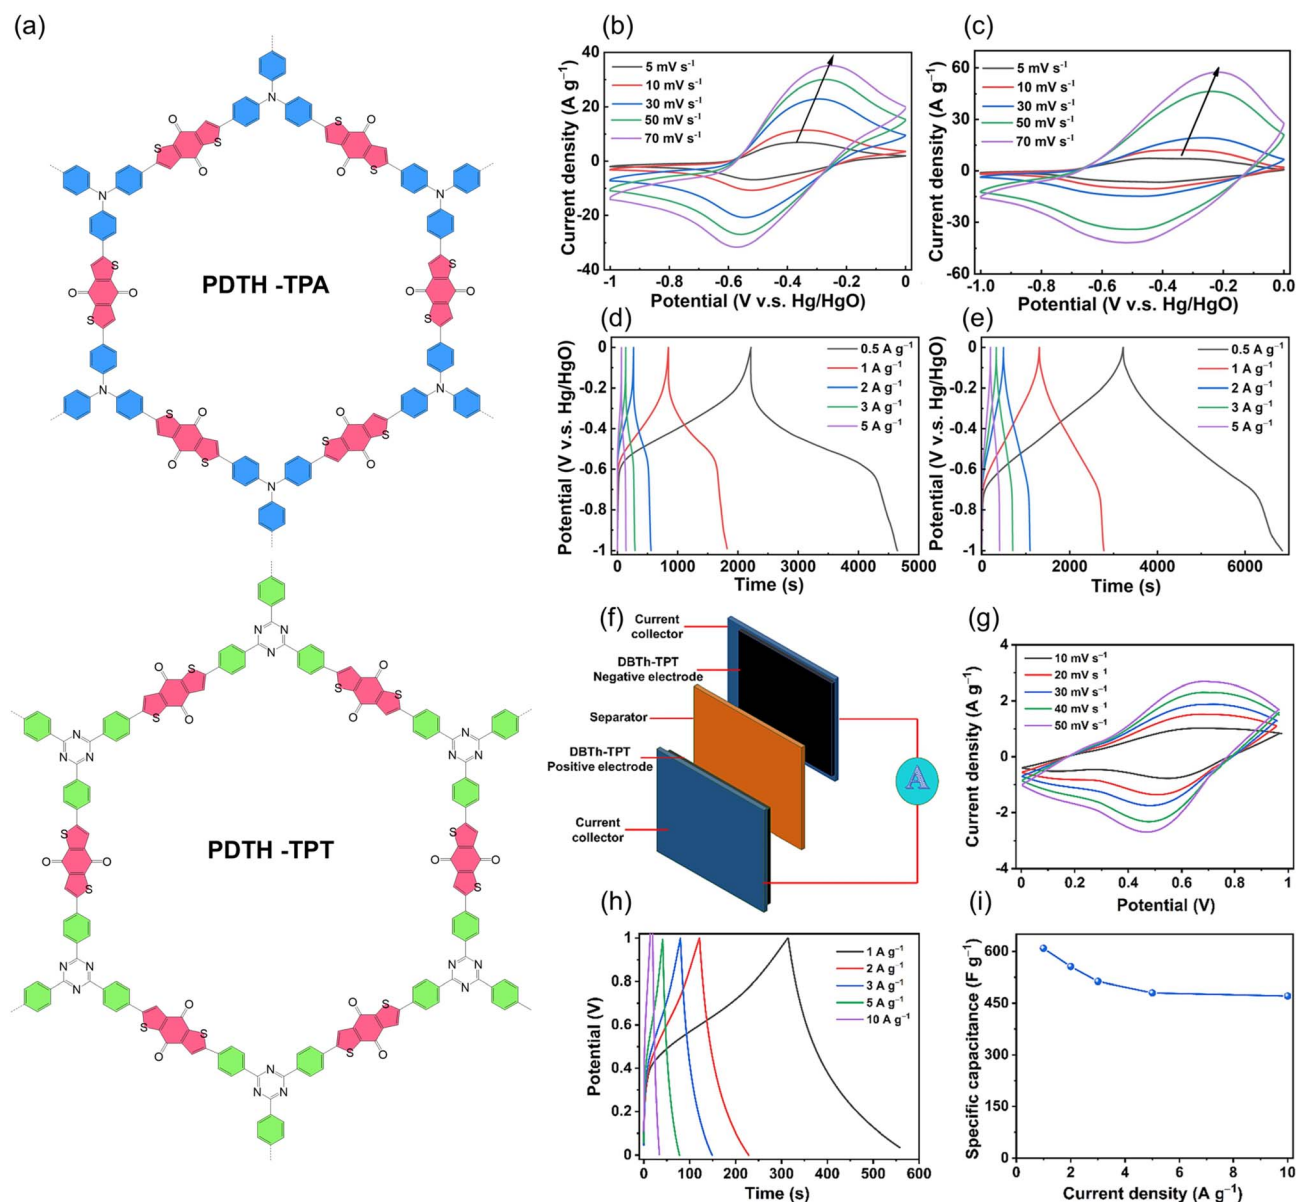 (a)
N
O
S
S
O
O
S
S
O
N
N
S
O
O
S
PDTH -TPA
S
O
O
S
N
N
S
O
O
S
O
S
S
O
N
N
N
N
O
S
S
O
O
S
S
O
N
N
N
N
N
N
S
O
O
S
PDTH -TPT
S
O
O
S
N
N
N
N
N
N
O
S
S
O
O
S
S
O
N
N
N
(b)
Current density (A g⁻¹)
40
20
0
-20
-40
5 mV s⁻¹
10 mV s⁻¹
30 mV s⁻¹
50 mV s⁻¹
70 mV s⁻¹
-1 -0.8 -0.6 -0.4 -0.2 0
Potential (V v.s. Hg/HgO)
(c)
Current density (A g⁻¹)
60
30
0
-30
-60
5 mV s⁻¹
10 mV s⁻¹
30 mV s⁻¹
50 mV s⁻¹
70 mV s⁻¹
-1.0 -0.8 -0.6 -0.4 -0.2 0.0
Potential (V v.s. Hg/HgO)
(d)
Potential (V v.s. Hg/HgO)
0
-0.2
-0.4
-0.6
-0.8
-1
0.5 A g⁻¹
1 A g⁻¹
2 A g⁻¹
3 A g⁻¹
5 A g⁻¹
0 1000 2000 3000 4000 5000
Time (s)
(e)
Potential (V v.s. Hg/HgO)
0
-0.2
-0.4
-0.6
-0.8
-1
0.5 A g⁻¹
1 A g⁻¹
2 A g⁻¹
3 A g⁻¹
5 A g⁻¹
0 2000 4000 6000
Time (s)
(f)
Current
collector
DBTh-TPT
Negative electrode
Separator
DBTh-TPT
Positive electrode
Current
collector
A
(g)
Current density (A g⁻¹)
4
2
0
-2
-4
10 mV s⁻¹
20 mV s⁻¹
30 mV s⁻¹
40 mV s⁻¹
50 mV s⁻¹
0 0.2 0.4 0.6 0.8 1
Potential (V)
(h)
Potential (V)
1
0.8
0.6
0.4
0.2
0
1 A g⁻¹
2 A g⁻¹
3 A g⁻¹
5 A g⁻¹
10 A g⁻¹
0 100 200 300 400 500 600
Time (s)
(i)
Specific capacitance (F g⁻¹)
600
450
300
150
0
0 2 4 6 8 10
Current density (A g⁻¹)